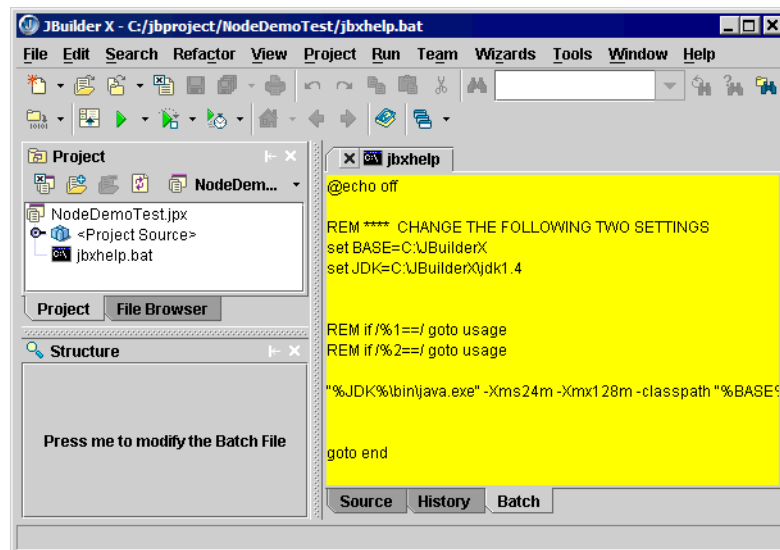 JBuilder X - C:/jbproject/NodeDemoTest/jbxhelp.bat
File Edit Search Refactor View Project Run Team Wizards Tools Window Help
Project
NodeDem...
NodeDemoTest.jpx
<Project Source>
jbxhelp.bat
Project File Browser
Structure
Press me to modify the Batch File
jbxhelp
@echo off
REM **** CHANGE THE FOLLOWING TWO SETTINGS
set BASE=C:\JBuilderX
set JDK=C:\JBuilderX\jdk1.4
REM if /%1==/ goto usage
REM if /%2==/ goto usage
"%JDK%\bin\java.exe" -Xms24m -Xmx128m -classpath "%BASE%
goto end
Source History Batch